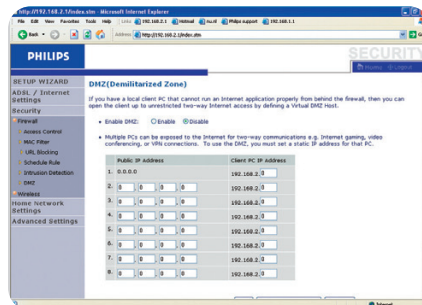 http://192.168.2.1/index.stm - Microsoft Internet Explorer
File Edit View Favorites Tools Help Links 192.168.2.1 Hotmail nu.nl Philips support 192.168.1.1
Back
Address http://192.168.2.1/index.stm Go
PHILIPS
SECURITY
Home Logout
SETUP WIZARD
ADSL / Internet Settings
Security
Firewall
Access Control
MAC Filter
URL Blocking
Schedule Rule
Intrusion Detection
DMZ
Wireless
Home Network Settings
Advanced Settings
DMZ(Demilitarized Zone)
If you have a local client PC that cannot run an Internet application properly from behind the firewall, then you can
open the client up to unrestricted two-way Internet access by defining a Virtual DMZ Host.
Enable DMZ: Enable Disable
Multiple PCs can be exposed to the Internet for two-way communications e.g. Internet gaming, video
conferencing, or VPN connections. To use the DMZ, you must set a static IP address for that PC.
Public IP Address Client PC IP Address
1. 0.0.0.0 192.168.2.0
2. 0 . 0 . 0 . 0 192.168.2.0
3. 0 . 0 . 0 . 0 192.168.2.0
4. 0 . 0 . 0 . 0 192.168.2.0
5. 0 . 0 . 0 . 0 192.168.2.0
6. 0 . 0 . 0 . 0 192.168.2.0
7. 0 . 0 . 0 . 0 192.168.2.0
8. 0 . 0 . 0 . 0 192.168.2.0
Internet